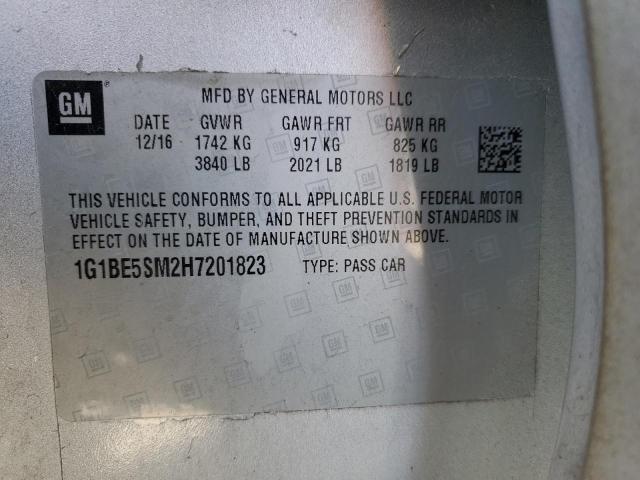 GM
MFD BY GENERAL MOTORS LLC
DATE GVWR GAWR FRT GAWR RR
12/16 1742 KG 917 KG 825 KG
3840 LB 2021 LB 1819 LB
THIS VEHICLE CONFORMS TO ALL APPLICABLE U.S. FEDERAL MOTOR
VEHICLE SAFETY, BUMPER, AND THEFT PREVENTION STANDARDS IN
EFFECT ON THE DATE OF MANUFACTURE SHOWN ABOVE.
1G1BE5SM2H7201823 TYPE: PASS CAR